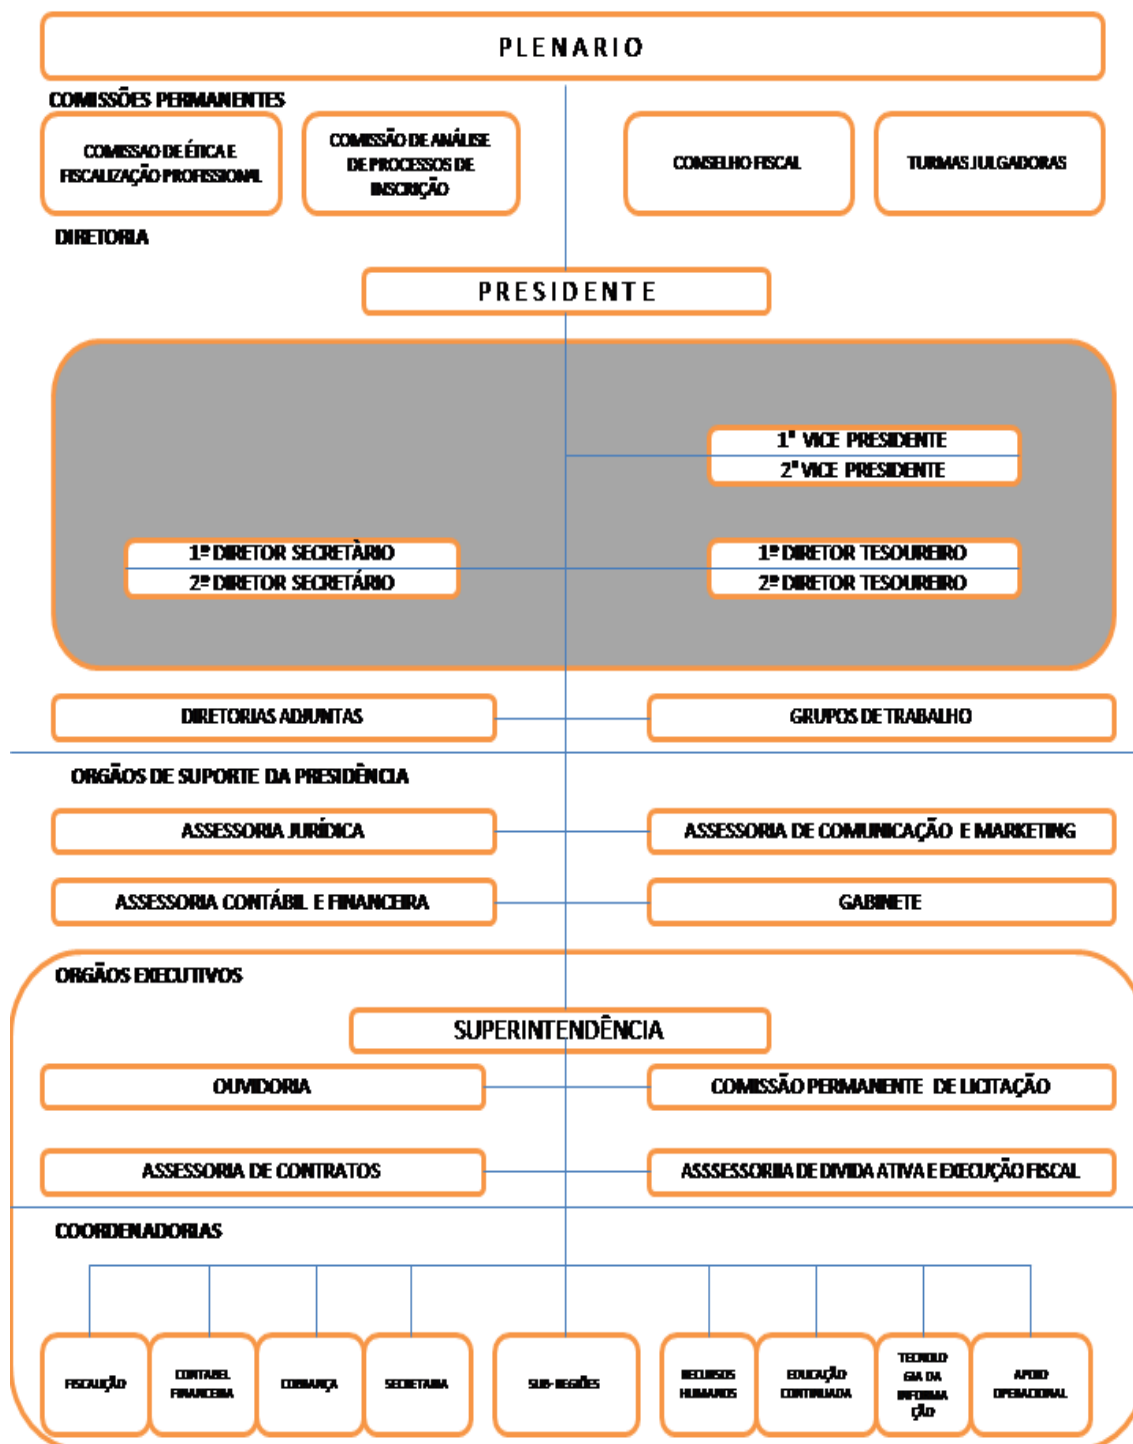 PLENARIO
COMISSÕES PERMANENTES
COMISSAO DE ÉTICA E
FISCALIZAÇÃO PROFISSIONAL
COMISSÃO DE ANÁLISE
DE PROCESSOS DE
INSCRIÇÃO
CONSELHO FISCAL
TURMAS JULGADORAS
DIRETORIA
PRESIDENTE
1º VICE PRESIDENTE
2º VICE PRESIDENTE
1º DIRETOR SECRETÀRIO
2º DIRETOR SECRETÁRIO
1º DIRETOR TESOUREIRO
2º DIRETOR TESOUREIRO
DIRETORIAS ADJUNTAS
GRUPOS DE TRABALHO
ORGÃOS DE SUPORTE DA PRESIDÊNCIA
ASSESSORIA JURÍDICA
ASSESSORIA DE COMUNICAÇÃO E MARKETING
ASSESSORIA CONTÁBIL E FINANCEIRA
GABINETE
ORGÃOS EXECUTIVOS
SUPERINTENDÊNCIA
OUVIDORIA
COMISSÃO PERMANENTE DE LICITAÇÃO
ASSESSORIA DE CONTRATOS
ASSSESSORIIA DE DIVIDA ATIVA E EXECUÇÃO FISCAL
COORDENADORIAS
CONTABEL
FINANCEIRA
COBRANÇA
SECRETARIA
SUB-REGIÕES
RECURSOS
HUMANOS
EDUCAÇÃO
CONTINUADA
TECNOLO
GIA DA
INFORMA
ÇÃO
APOIO
OPERACIONAL